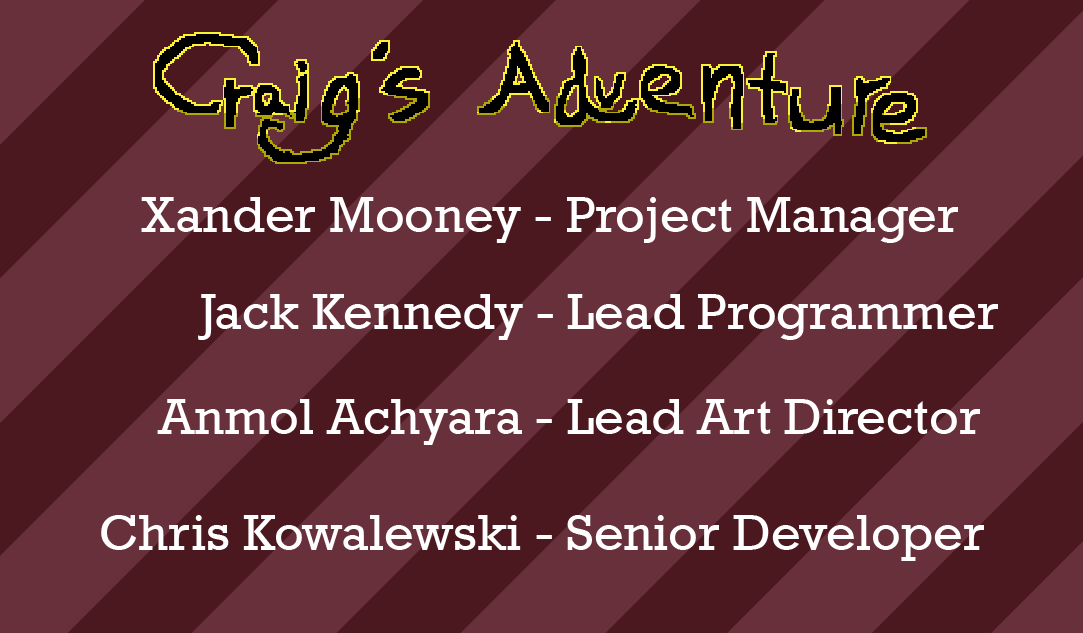 Craig's Adventure
Xander Mooney - Project Manager
Jack Kennedy - Lead Programmer
Anmol Achyara - Lead Art Director
Chris Kowalewski - Senior Developer